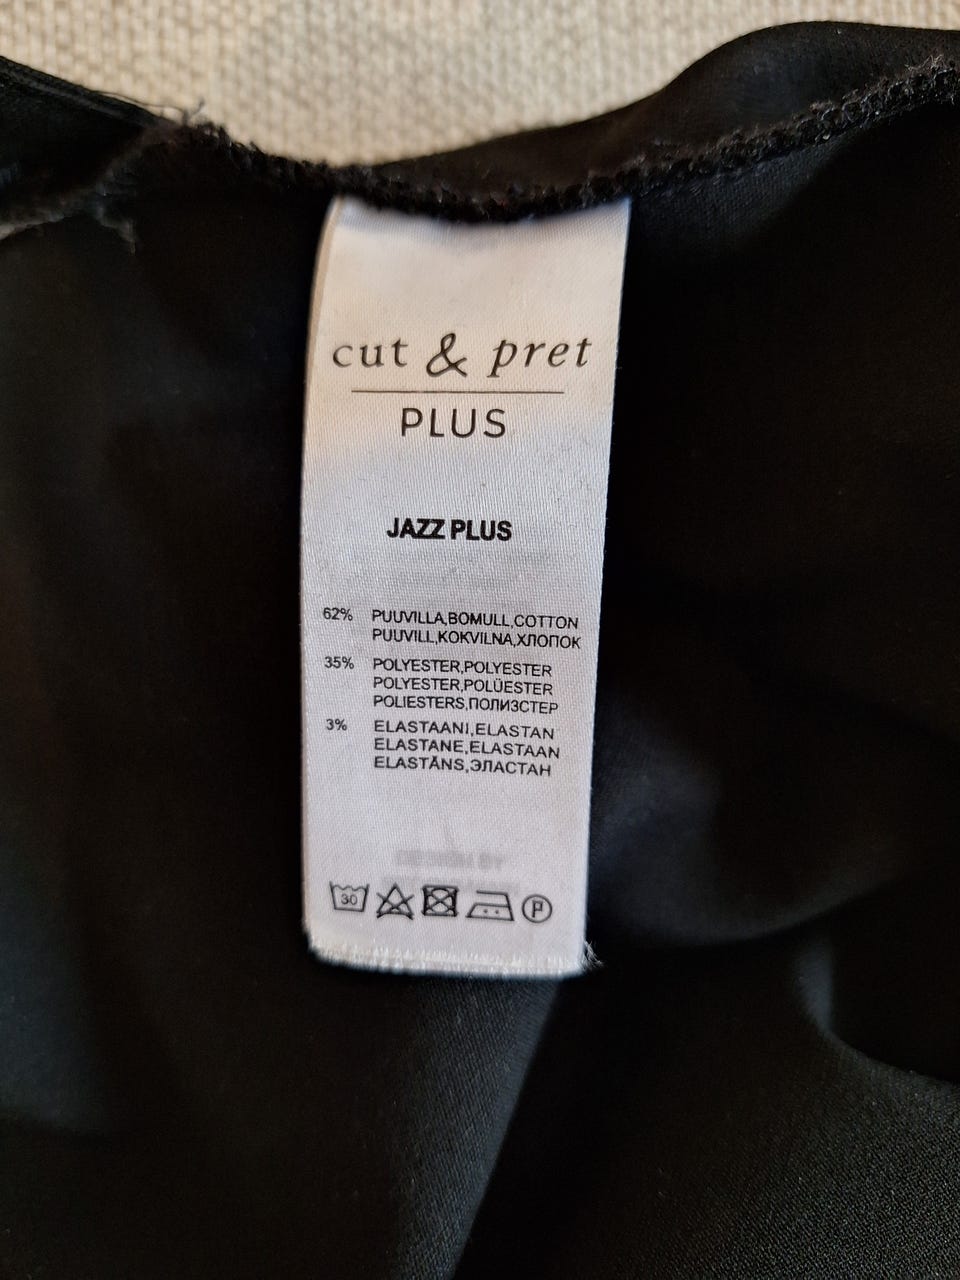 cut & pret
PLUS
JAZZ PLUS
62% PUUVILLA,BOMULL,COTTON
PUUVILL,KOKVILNA,ХЛОПОК
35% POLYESTER,POLYESTER
POLYESTER,POLÜESTER
POLIESTERS,ПОЛИЗСТЕР
3% ELASTAANI,ELASTAN
ELASTANE,ELASTAAN
ELASTĀNS,ЭЛАСТАН
30 P